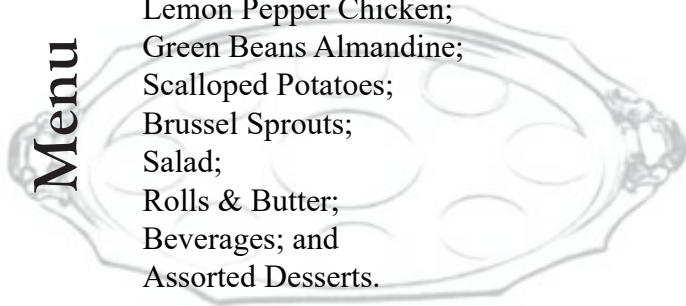 Menu
Lemon Pepper Chicken;
Green Beans Almandine;
Scalloped Potatoes;
Brussel Sprouts;
Salad;
Rolls & Butter;
Beverages; and
Assorted Desserts.